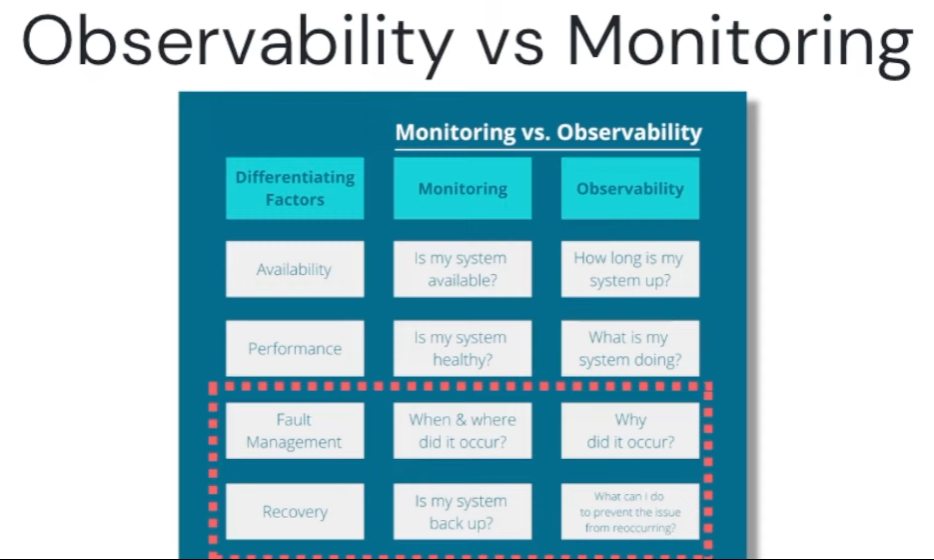 Observability vs Monitoring
Monitoring vs. Observability
Differentiating
Factors
Monitoring
Observability
Availability
Is my system
available?
How long is my
system up?
Performance
Is my system
healthy?
What is my
system doing?
Fault
Management
When & where
did it occur?
Why
did it occur?
Recovery
Is my system
back up?
What can i do
to prevent the issue
from reoccurring?